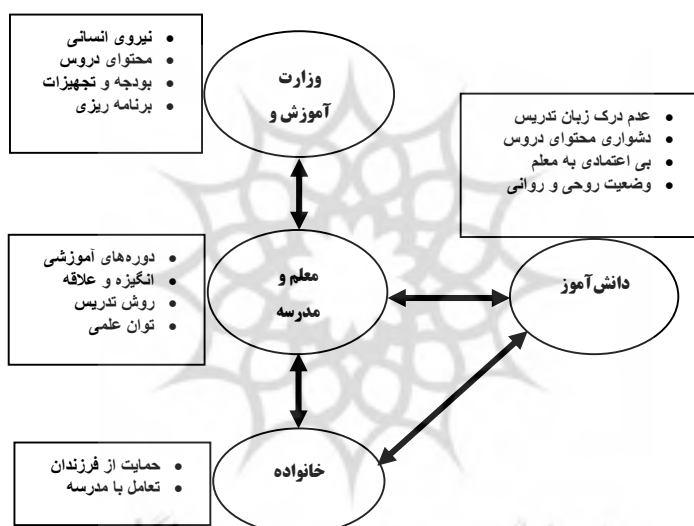 نیروی انسانی
محتوای دروس
بودجه و تجهیزات
برنامه ریزی
وزارت
آموزش و
عدم درک زبان تدریس
دشواری محتوای دروس
بی اعتمادی به معلم
وضعیت روحی و روانی
دوره‌های آموزشی
انگیزه و علاقه
روش تدریس
توان علمی
معلم و
مدرسه
دانش‌آموز
حمایت از فرزندان
تعامل با مدرسه
خانواده